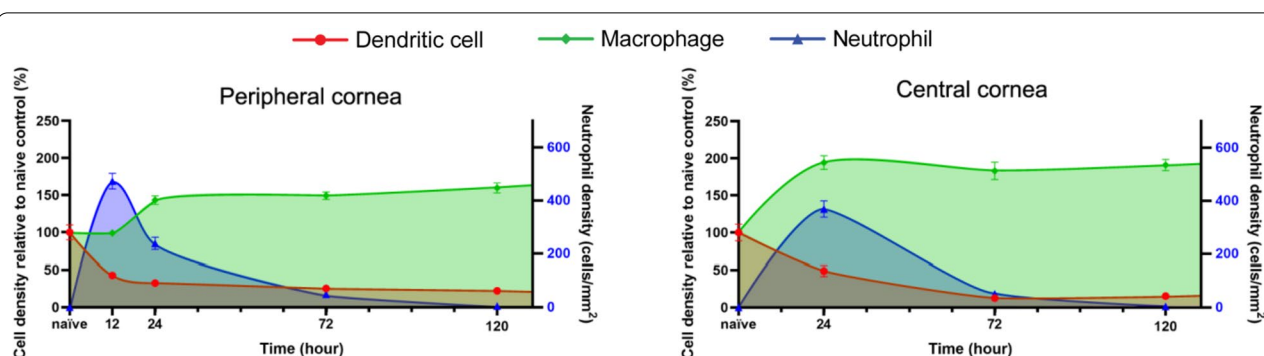 Dendritic cell Macrophage Neutrophil
Peripheral cornea
Cell density relative to naive control (%)
250
200
150
100
50
0
naïve 12 24 72 120
Time (hour)
600
400
200
0
Neutrophil density (cells/mm²)
Central cornea
Cell density relative to naive control (%)
250
200
150
100
50
0
naïve 24 72 120
Time (hour)
600
400
200
0
Neutrophil density (cells/mm²)